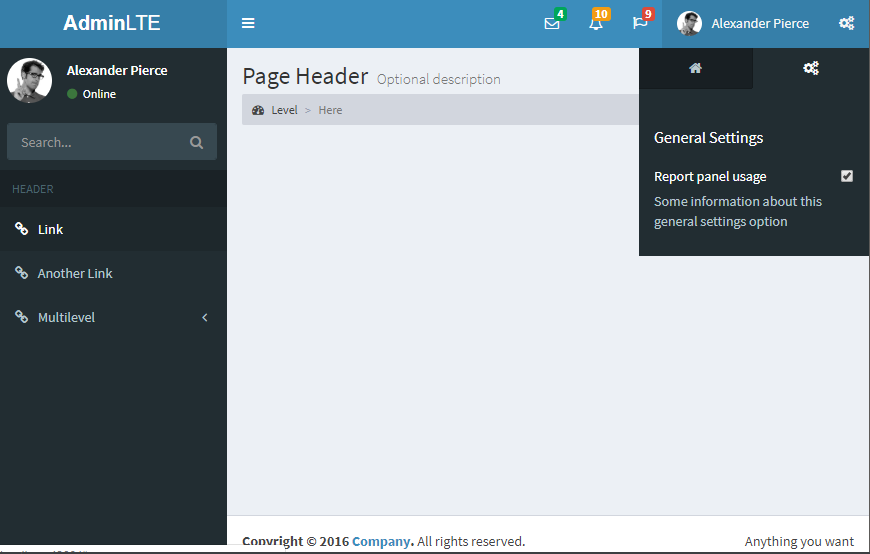 AdminLTE
4
10
9
Alexander Pierce
Alexander Pierce
Online
Search...
HEADER
Link
Another Link
Multilevel
Page Header Optional description
Level > Here
General Settings
Report panel usage
Some information about this
general settings option
Copyright © 2016 Company. All rights reserved.
Anything you want